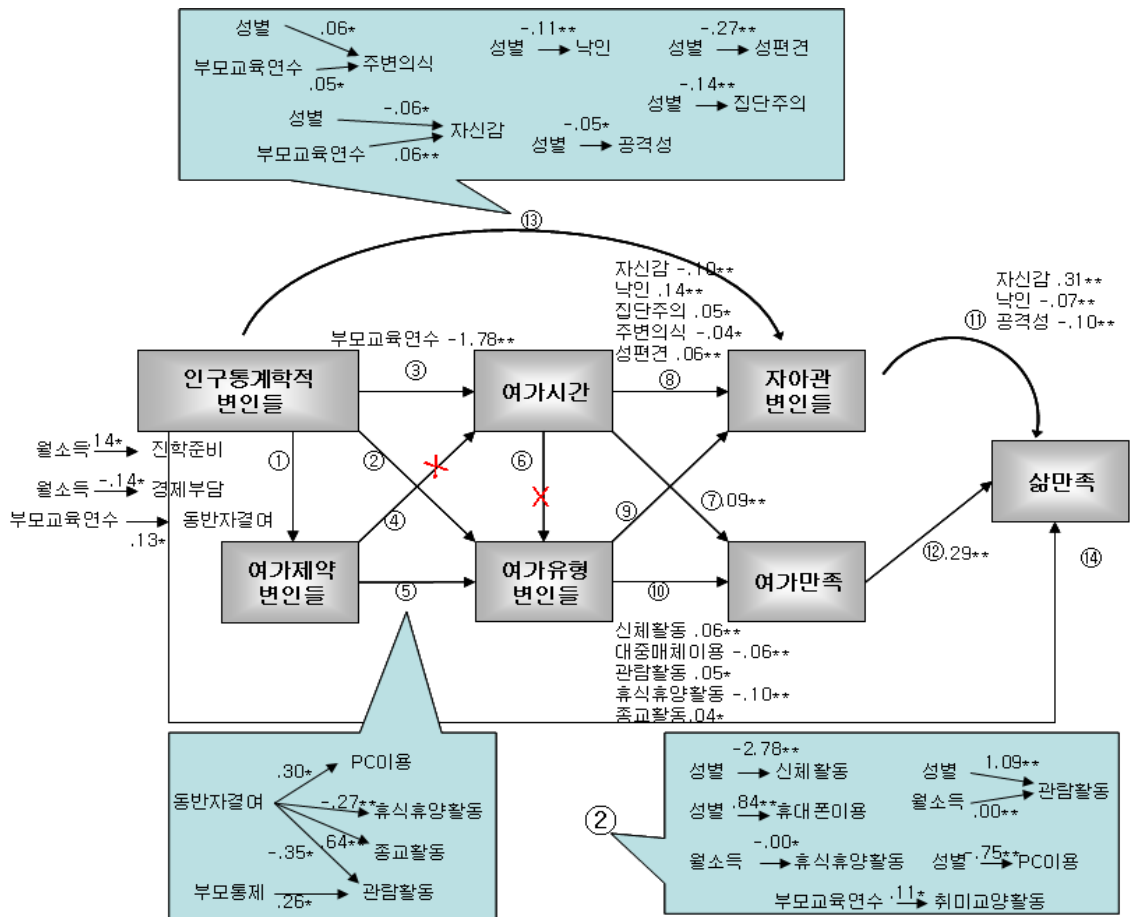 성별 .06*
부모교육연수 .05* 주변의식
성별 -.11** 낙인
성별 -.27** 성편견
성별 -.14** 집단주의
성별 -.06*
부모교육연수 .06** 자신감
성별 -.05* 공격성
⑬
자신감 -.10**
낙인 .14**
집단주의 .05*
주변의식 -.04*
성편견 .06**
자신감 .31**
낙인 -.07**
공격성 -.10**
⑪
부모교육연수 -1.78**
인구통계학적
변인들
③
여가시간
⑧
자아관
변인들
월소득 .14* 진학준비
월소득 -.14* 경제부담
부모교육연수 .13* 동반자결여
①
②
④
⑥
⑨
⑦.09**
삶만족
여가제약
변인들
⑤
여가유형
변인들
⑩
여가만족
⑫.29**
⑭
신체활동 .06**
대중매체이용 -.06**
관람활동 .05*
휴식휴양활동 -.10**
종교활동.04*
동반자결여
.30* PC이용
-.27** 휴식휴양활동
.64** 종교활동
-.35*
부모통제 .26* 관람활동
②
성별 -2.78** 신체활동
성별 1.09**
월소득 .00** 관람활동
성별 .84** 휴대폰이용
월소득 -.00* 휴식휴양활동
성별 -.75** PC이용
부모교육연수 .11* 취미교양활동